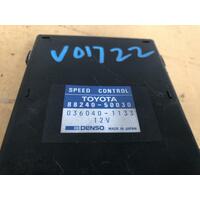 V01722
SPEED CONTROL
TOYOTA
88240-50030
036040-1133
12V
DENSO MADE IN JAPAN